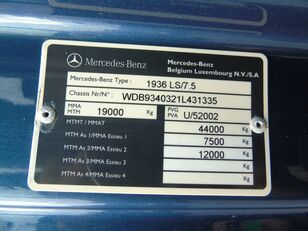 Mercedes-Benz
Mercedes-Benz
Belgium Luxembourg N.V./S.A
Mercedes-Benz Type : 1936 LS/7.5
Chassis Nr/N° : WDB9340321L431335
MMA MTM 19000 Kg PVG PVA U/52002
MTMT / MMAT 44000 Kg
MTM As 1/MMA Essieu 1 7500 Kg
MTM As 2/MMA Essieu 2 12000 Kg
MTM As 3/MMA Essieu 3 Kg
MTM As 4/MMA Essieu 4 Kg